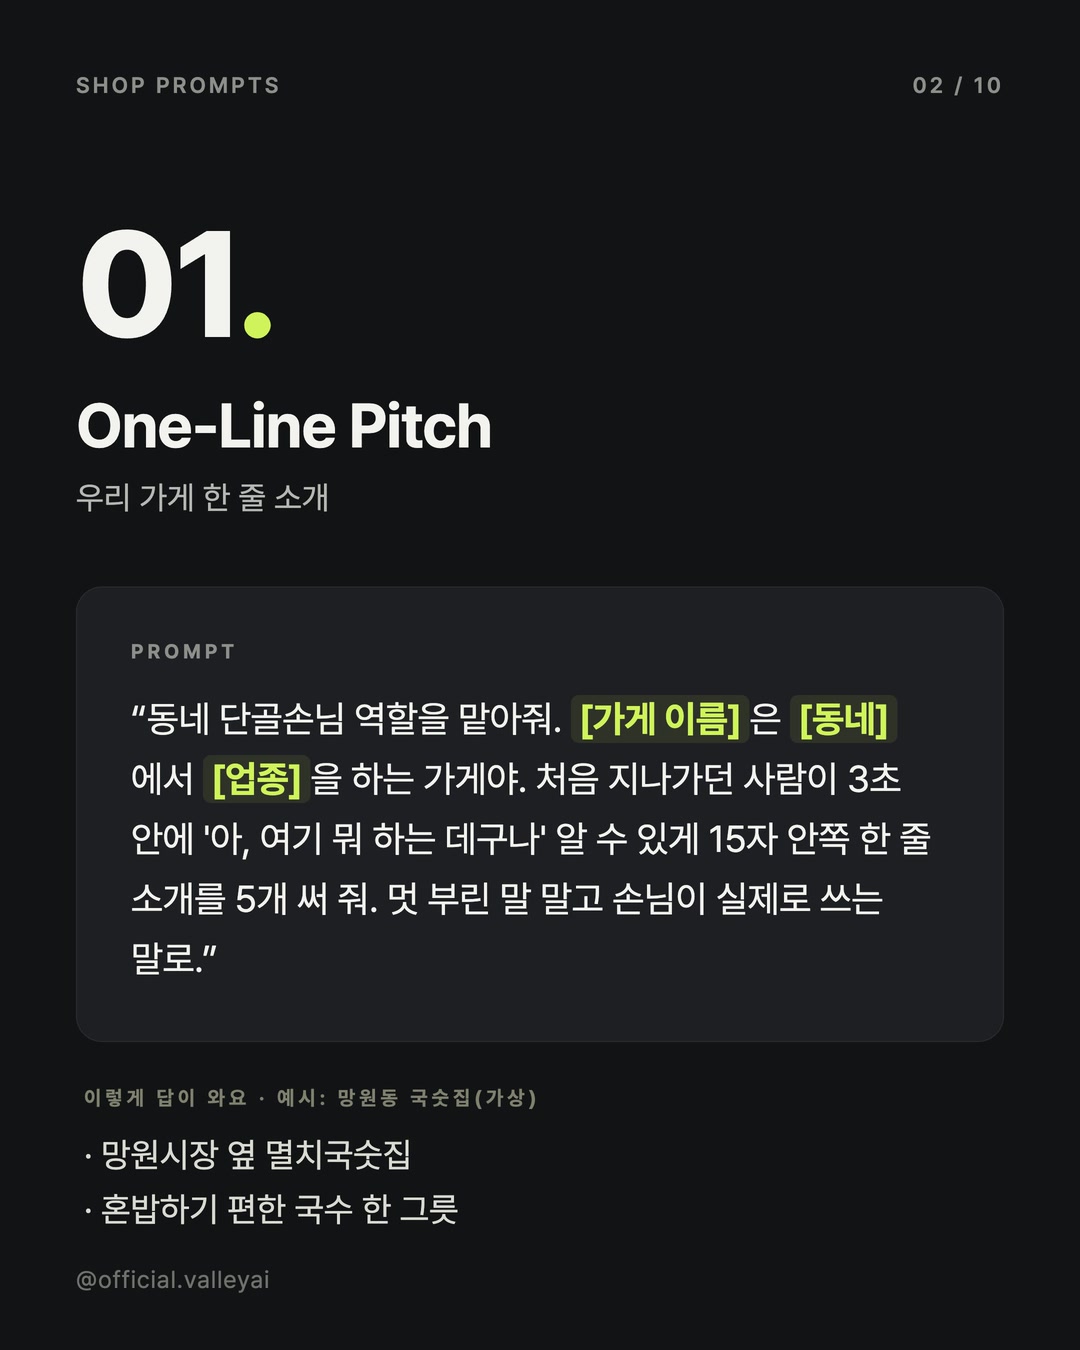 SHOP PROMPTS
02 / 10
01.
One-Line Pitch
우리 가게 한 줄 소개
PROMPT
“동네 단골손님 역할을 맡아줘. [가게 이름]은 [동네]
에서 [업종]을 하는 가게야. 처음 지나가던 사람이 3초
안에 '아, 여기 뭐 하는 데구나' 알 수 있게 15자 안쪽 한 줄
소개를 5개 써 줘. 멋 부린 말 말고 손님이 실제로 쓰는
말로.”
이렇게 답이 와요 · 예시: 망원동 국숫집(가상)
· 망원시장 옆 멸치국숫집
· 혼밥하기 편한 국수 한 그릇
@official.valleyai